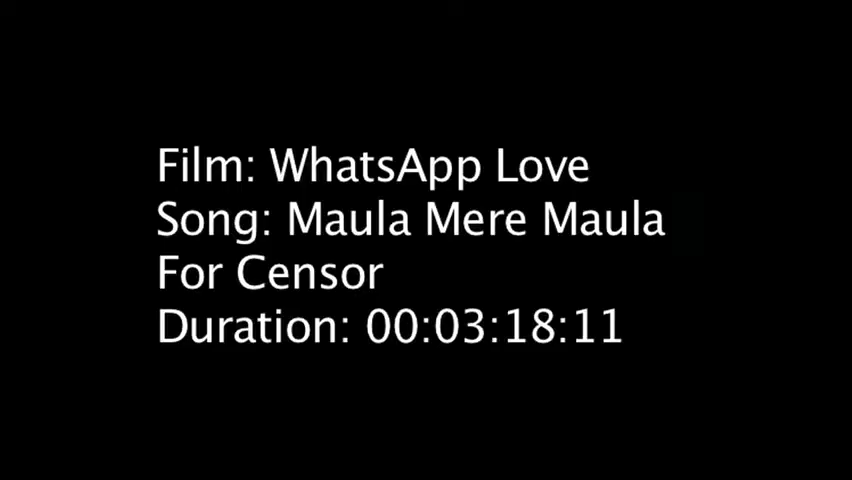 Film: WhatsApp Love
Song: Maula Mere Maula
For Censor
Duration: 00:03:18:11